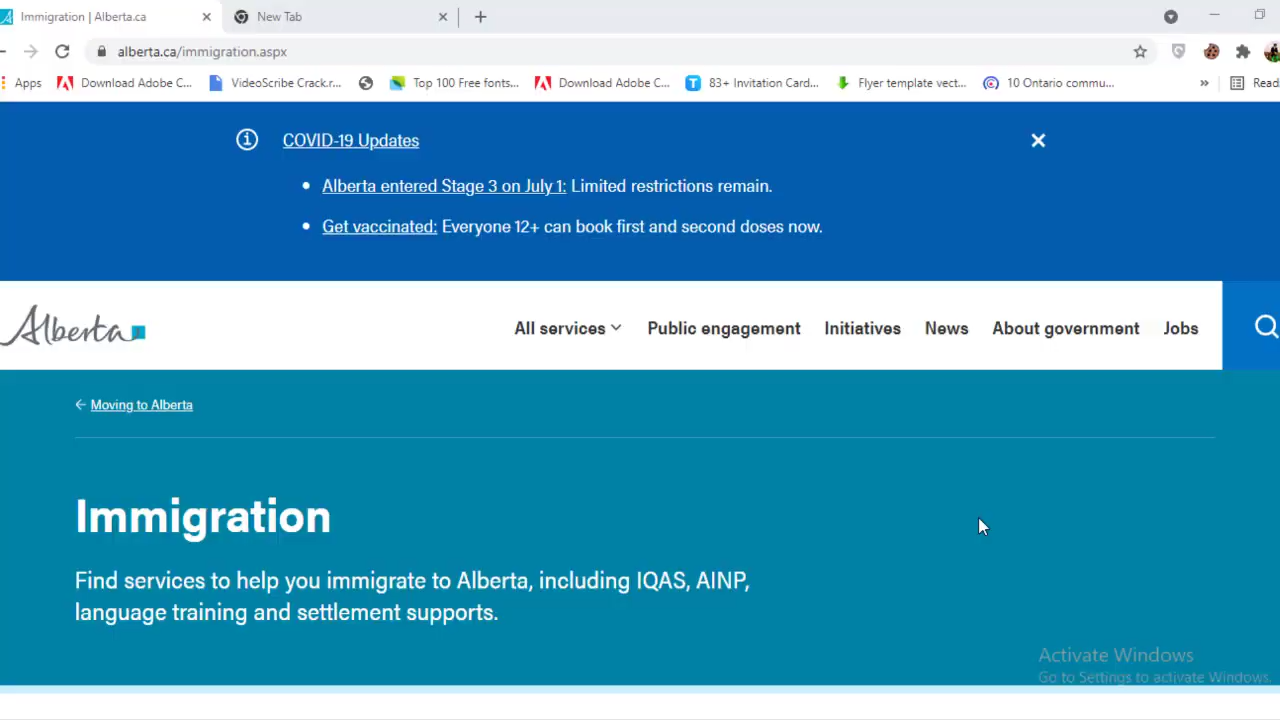 Immigration | Alberta.ca
New Tab
alberta.ca/immigration.aspx
Apps
Download Adobe C...
VideoScribe Crack.r...
Top 100 Free fonts...
Download Adobe C...
83+ Invitation Card...
Flyer template vect...
10 Ontario commu...
»
Read
COVID-19 Updates
• Alberta entered Stage 3 on July 1: Limited restrictions remain.
• Get vaccinated: Everyone 12+ can book first and second doses now.
Alberta
All services
Public engagement
Initiatives
News
About government
Jobs
Moving to Alberta
Immigration
Find services to help you immigrate to Alberta, including IQAS, AINP,
language training and settlement supports.
Activate Windows
Go to Settings to activate Windows.